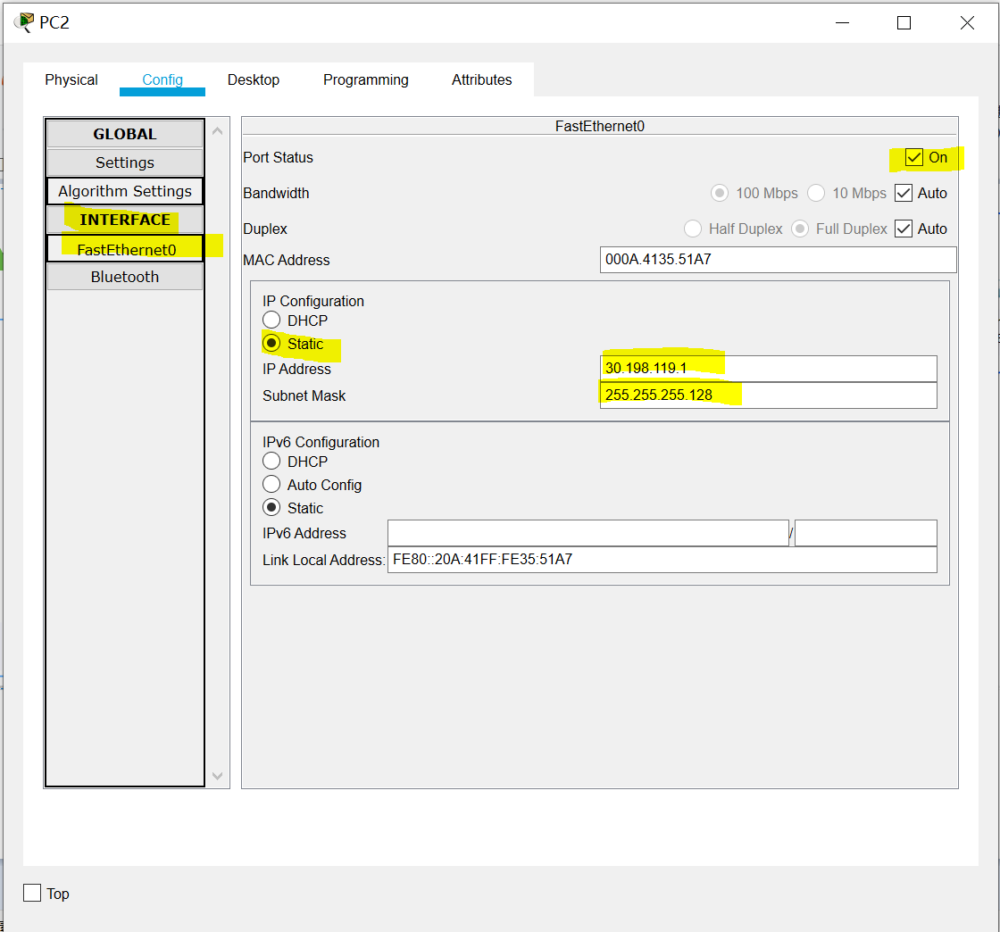 PC2
Physical Config Desktop Programming Attributes
GLOBAL
Settings
Algorithm Settings
INTERFACE
FastEthernet0
Bluetooth
FastEthernet0
Port Status On
Bandwidth 100 Mbps 10 Mbps Auto
Duplex Half Duplex Full Duplex Auto
MAC Address 000A.4135.51A7
IP Configuration
DHCP
Static
IP Address 30.198.119.1
Subnet Mask 255.255.255.128
IPv6 Configuration
DHCP
Auto Config
Static
IPv6 Address /
Link Local Address: FE80::20A:41FF:FE35:51A7
Top